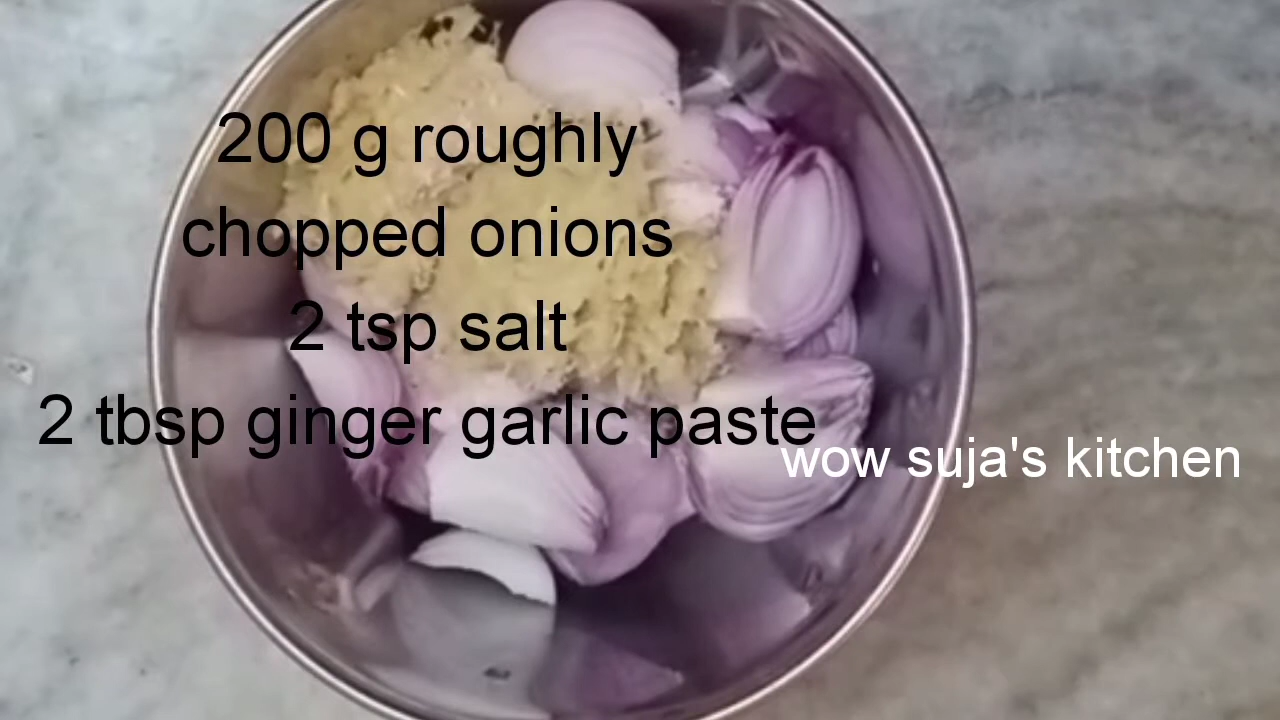 200 g roughly
chopped onions
2 tsp salt
2 tbsp ginger garlic paste
wow suja's kitchen